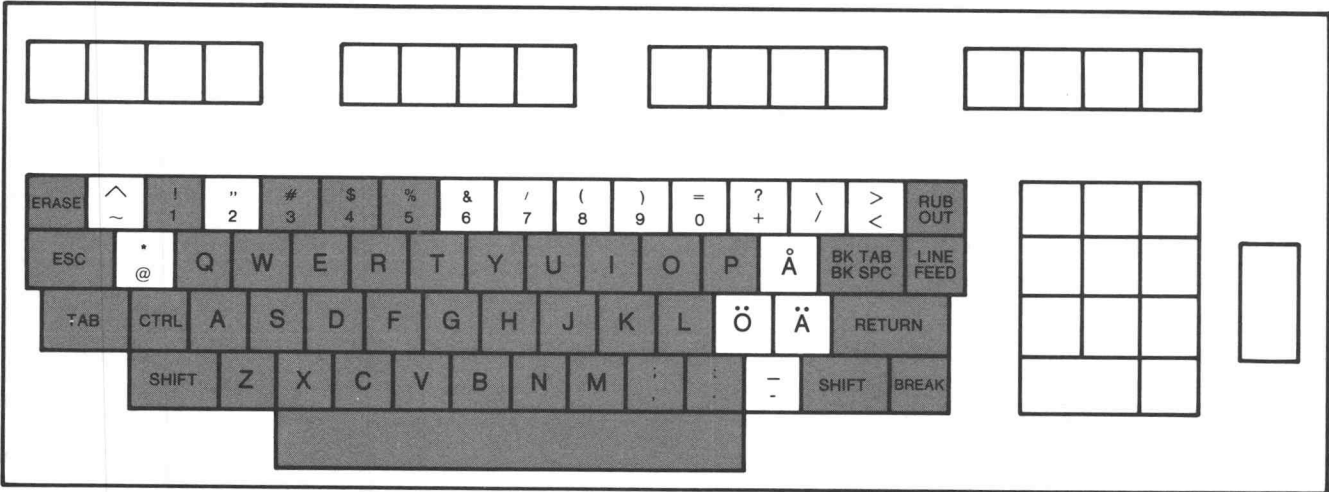 ERASE ^ ! " # $ % & / ( ) = ? \ > RUB
~ 1 2 3 4 5 6 7 8 9 0 + / < OUT
ESC * Q W E R T Y U I O P Å BK TAB LINE
@ BK SPC FEED
TAB CTRL A S D F G H J K L Ö Ä RETURN
SHIFT Z X C V B N M ; : _ SHIFT BREAK
, . -